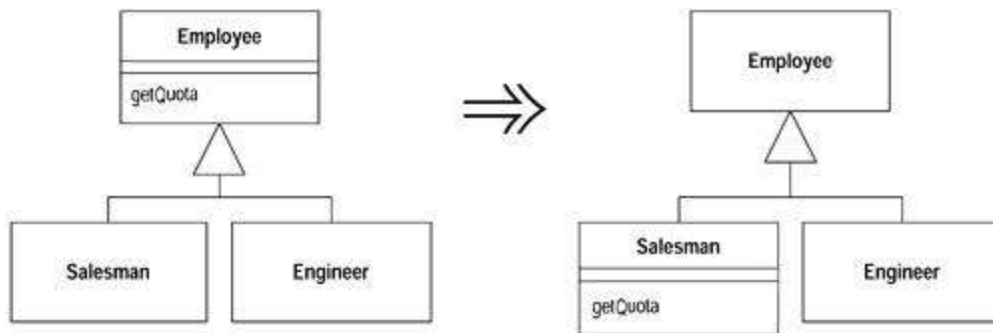 Employee
getQuota
Salesman
Engineer
Employee
Salesman
getQuota
Engineer